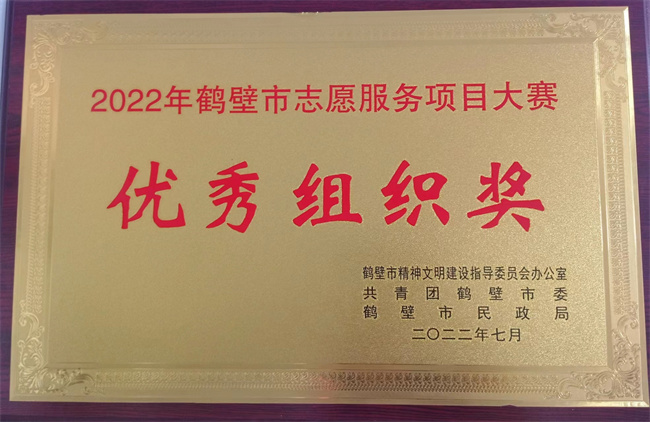 2022年鹤壁市志愿服务项目大赛
优秀组织奖
鹤壁市精神文明建设指导委员会办公室
共青团鹤壁市委
鹤壁市民政局
二〇二二年七月